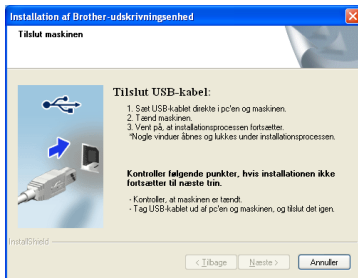 Installation af Brother-udskrivningsenhed
Tilslut maskinen
Tilslut USB-kabel:
1. Sæt USB-kablet direkte i pc'en og maskinen.
2. Tænd maskinen.
3. Vent på, at installationsprocessen fortsætter.
*Nogle vinduer åbnes og lukkes under installationsprocessen.
Kontroller følgende punkter, hvis installationen ikke
fortsætter til næste trin.
- Kontroller, at maskinen er tændt.
- Tag USB-kablet ud af pc'en og maskinen, og tilslut det igen.
InstallShield
< Tilbage
Næste >
Annuller